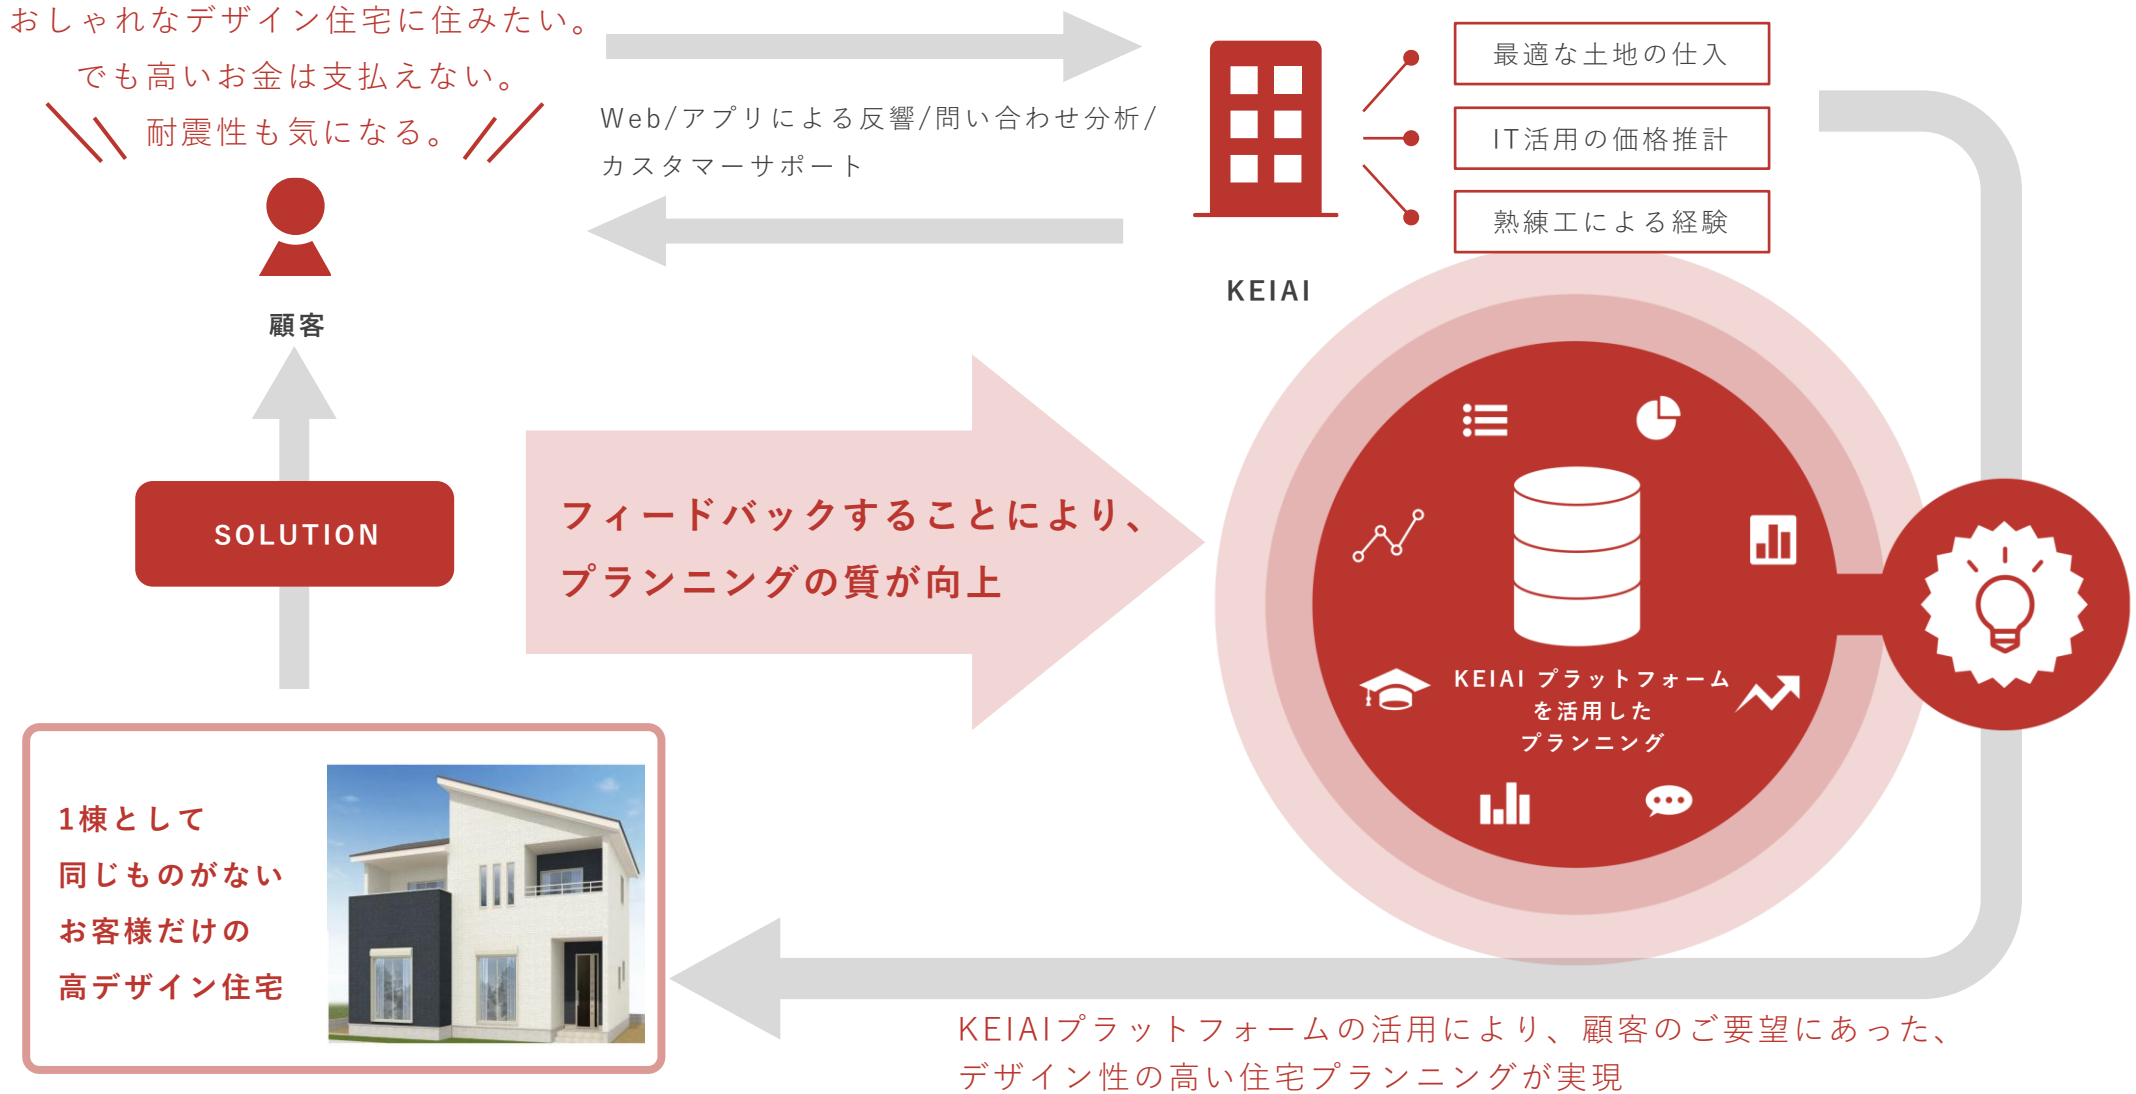 おしゃれなデザイン住宅に住みたい。
でも高いお金は支払えない。
耐震性も気になる。
顧客
Web/アプリによる反響/問い合わせ分析/
カスタマーサポート
KEIAI
最適な土地の仕入
IT活用の価格推計
熟練工による経験
SOLUTION
フィードバックすることにより、
プランニングの質が向上
KEIAI プラットフォーム
を活用した
プランニング
1棟として
同じものがない
お客様だけの
高デザイン住宅
KEIAIプラットフォームの活用により、顧客のご要望にあった、
デザイン性の高い住宅プランニングが実現